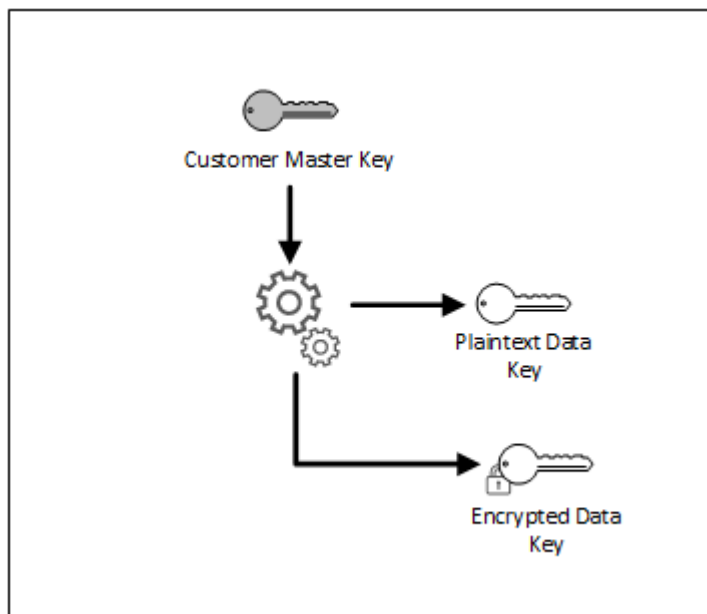 Customer Master Key
Plaintext Data
Key
Encrypted Data
Key